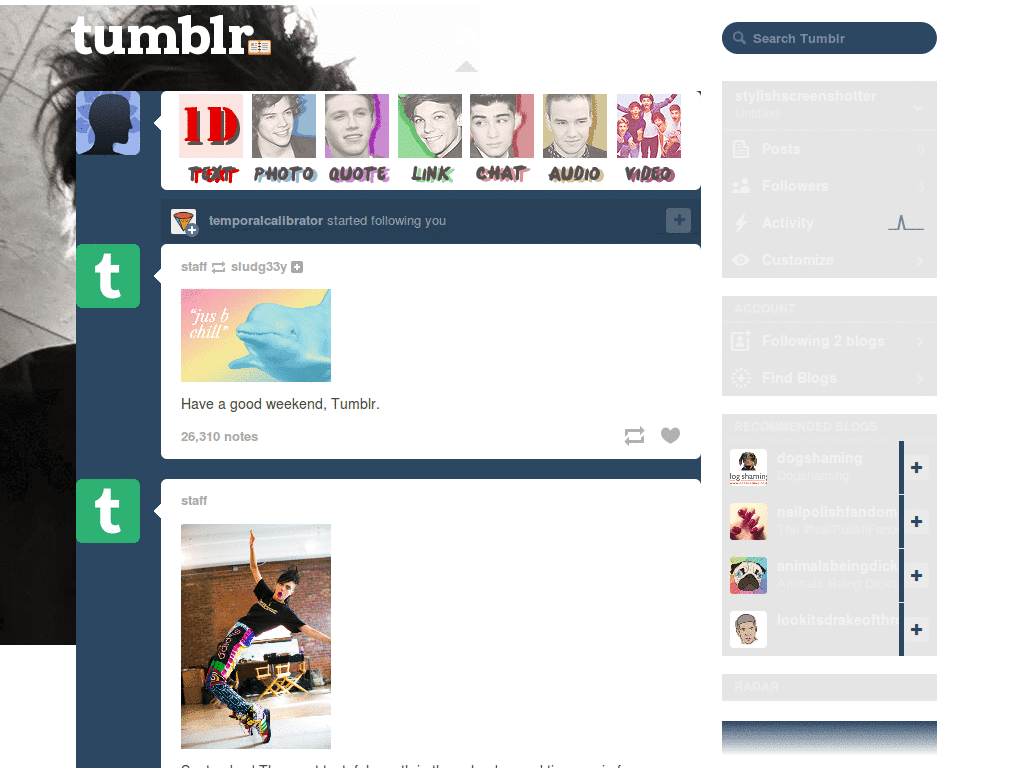 tumblr.
Search Tumblr
stylishscreenshotter
Untitled
Posts 0
Followers 3
Activity
Customize
ACCOUNT
Following 2 blogs
Find Blogs
RECOMMENDED BLOGS
dogshaming
Dogshaming
nailpolishfandom
The #NailPolishFand
animalsbeingdick
Animals Being Dicks
lookitsdrakeofthro
RADAR
1D
TEXT PHOTO QUOTE LINK CHAT AUDIO VIDEO
temporalcalibrator started following you
staff sludg33y
"jus b
chill"
Have a good weekend, Tumblr.
26,310 notes
staff